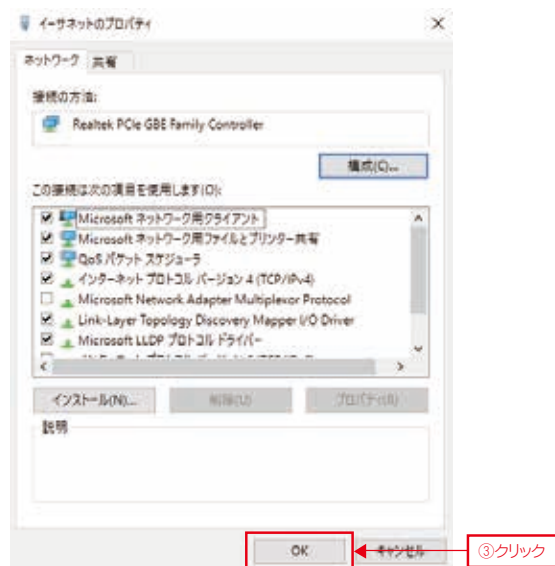 イーサネットのプロパティ
ネットワーク 共有
接続の方法:
Realtek PCIe GBE Family Controller
構成(C)...
この接続は次の項目を使用します(O):
Microsoft ネットワーク用クライアント
Microsoft ネットワーク用ファイルとプリンター共有
QoS パケット スケジューラ
インターネット プロトコル バージョン 4 (TCP/IPv4)
Microsoft Network Adapter Multiplexor Protocol
Link-Layer Topology Discovery Mapper I/O Driver
Microsoft LLDP プロトコル ドライバー
インストール(N)... 削除(U) プロパティ(R)
説明
OK キャンセル ③クリック